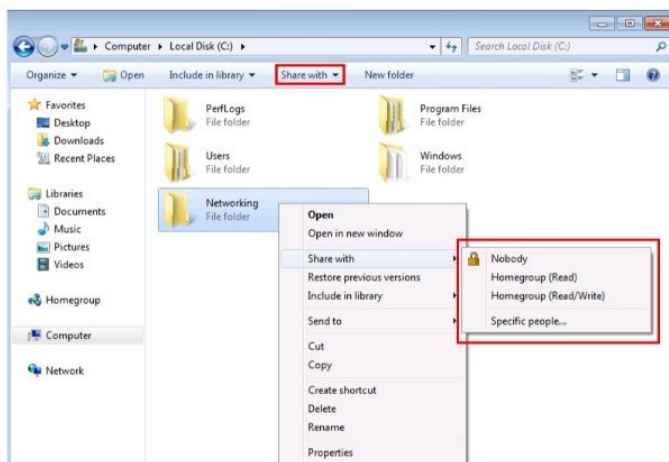 Computer ▸ Local Disk (C:) ▸
Search Local Disk (C:)
Organize
Open
Include in library
Share with
New folder
Favorites
Desktop
Downloads
Recent Places
Libraries
Documents
Music
Pictures
Videos
Homegroup
Computer
Network
PerfLogs
File folder
Program Files
File folder
Users
File folder
Windows
File folder
Networking
File folder
Open
Open in new window
Share with
Restore previous versions
Include in library
Send to
Cut
Copy
Create shortcut
Delete
Rename
Properties
Nobody
Homegroup (Read)
Homegroup (Read/Write)
Specific people...